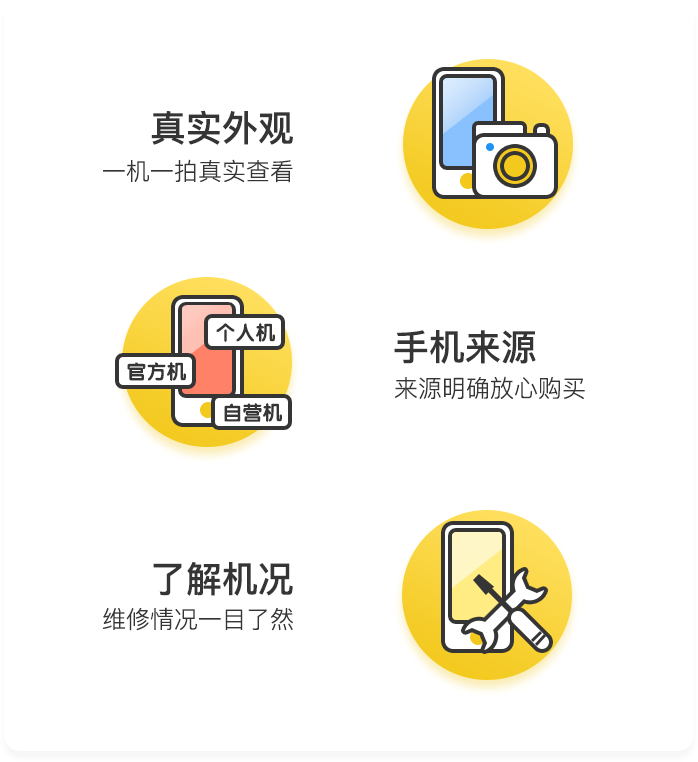 真实外观
一机一拍真实查看
个人机
官方机
自营机
手机来源
来源明确放心购买
了解机况
维修情况一目了然